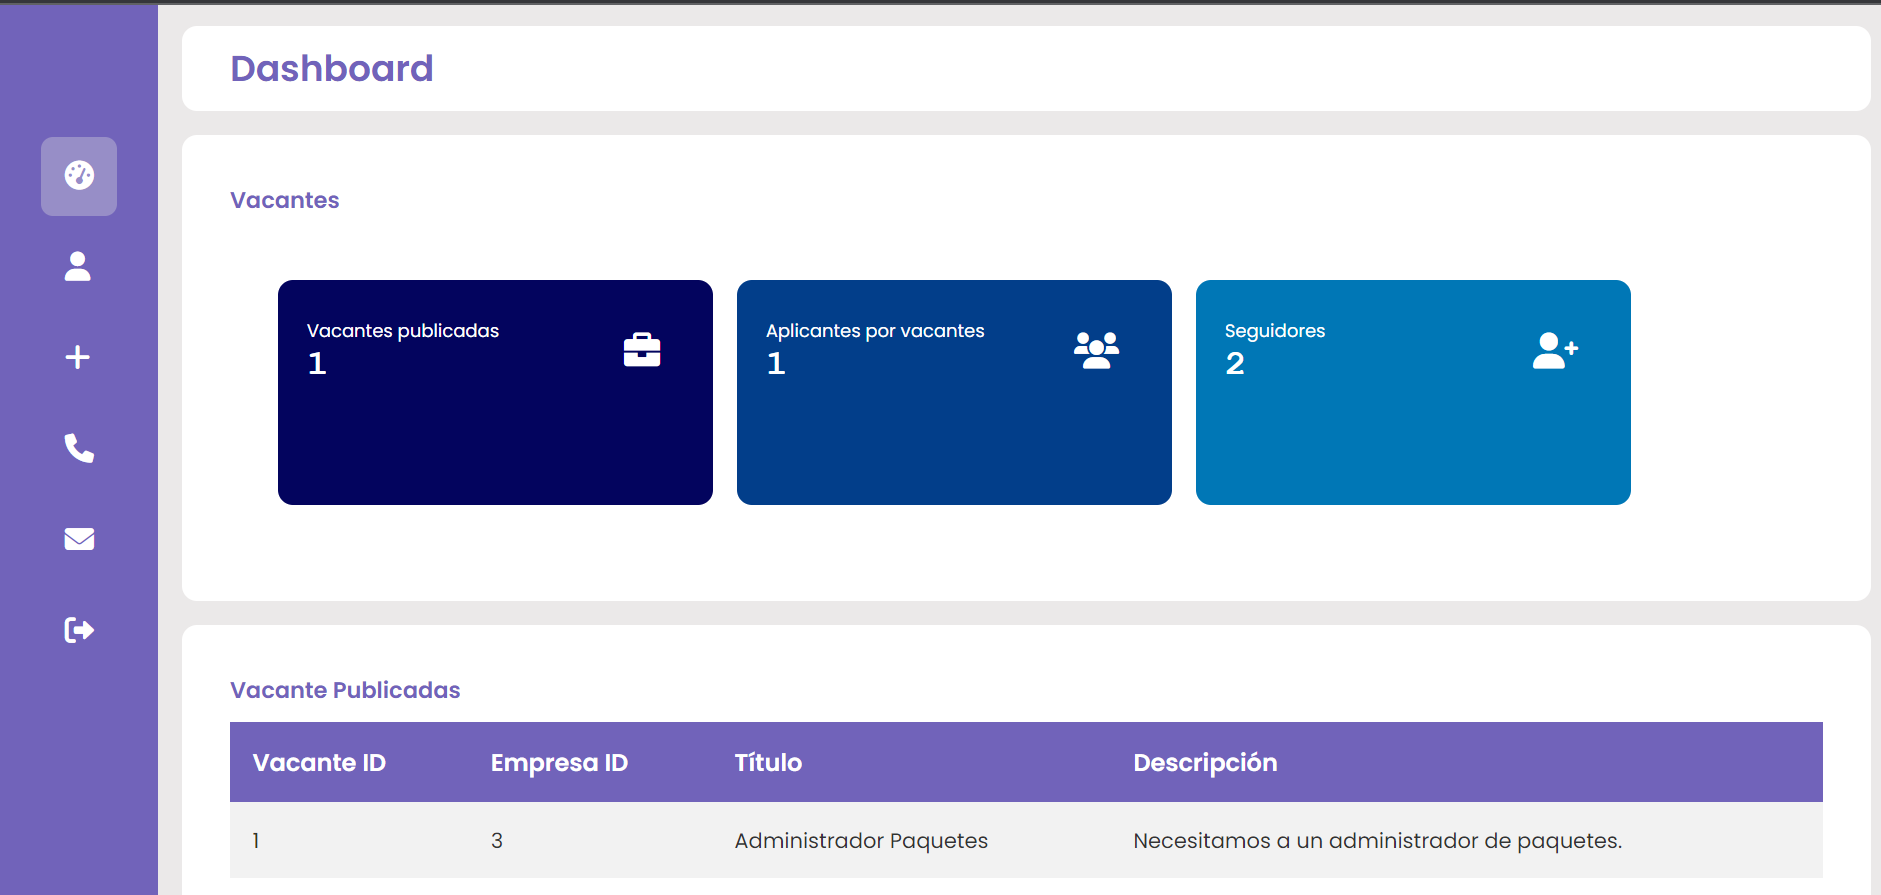 Dashboard
Vacantes
Vacantes publicadas
1
Aplicantes por vacantes
1
Seguidores
2
Vacante Publicadas
Vacante ID Empresa ID Título Descripción
1 3 Administrador Paquetes Necesitamos a un administrador de paquetes.